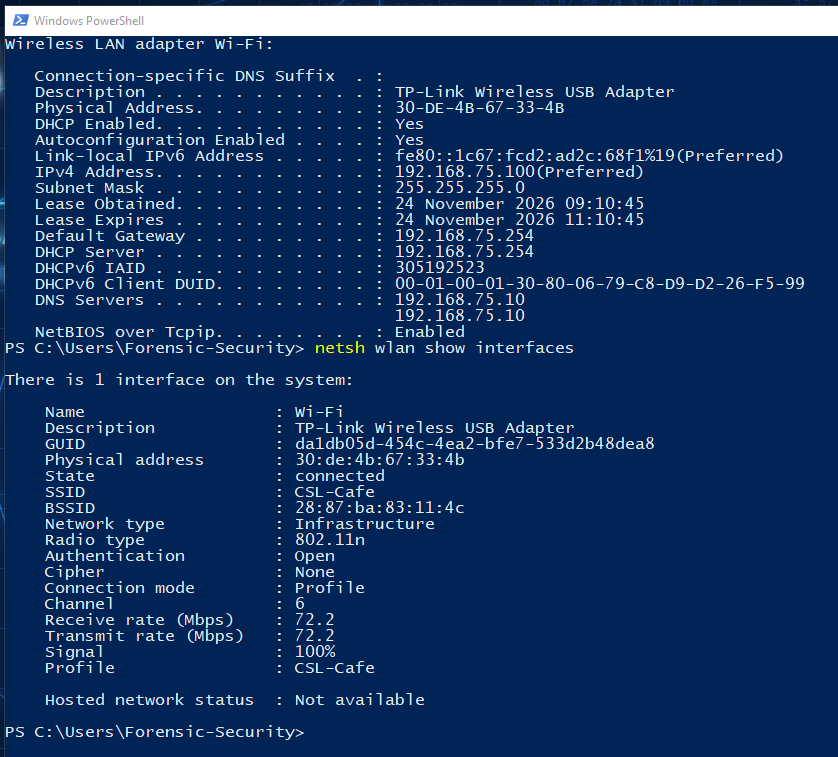 Windows PowerShell
Wireless LAN adapter Wi-Fi:
Connection-specific DNS Suffix  . :
Description . . . . . . . . . . . : TP-Link Wireless USB Adapter
Physical Address. . . . . . . . . : 30-DE-4B-67-33-4B
DHCP Enabled. . . . . . . . . . . : Yes
Autoconfiguration Enabled . . . . : Yes
Link-local IPv6 Address . . . . . : fe80::1c67:fcd2:ad2c:68f1%19(Preferred)
IPv4 Address. . . . . . . . . . . : 192.168.75.100(Preferred)
Subnet Mask . . . . . . . . . . . : 255.255.255.0
Lease Obtained. . . . . . . . . . : 24 November 2026 09:10:45
Lease Expires . . . . . . . . . . : 24 November 2026 11:10:45
Default Gateway . . . . . . . . . : 192.168.75.254
DHCP Server . . . . . . . . . . . : 192.168.75.254
DHCPv6 IAID . . . . . . . . . . . : 305192523
DHCPv6 Client DUID. . . . . . . . : 00-01-00-01-30-80-06-79-C8-D9-D2-26-F5-99
DNS Servers . . . . . . . . . . . : 192.168.75.10
192.168.75.10
NetBIOS over Tcpip. . . . . . . . : Enabled
PS C:\Users\Forensic-Security> netsh wlan show interfaces
There is 1 interface on the system:
Name                   : Wi-Fi
Description            : TP-Link Wireless USB Adapter
GUID                   : da1db05d-454c-4ea2-bfe7-533d2b48dea8
Physical address       : 30:de:4b:67:33:4b
State                  : connected
SSID                   : CSL-Cafe
BSSID                  : 28:87:ba:83:11:4c
Network type           : Infrastructure
Radio type             : 802.11n
Authentication         : Open
Cipher                 : None
Connection mode        : Profile
Channel                : 6
Receive rate (Mbps)    : 72.2
Transmit rate (Mbps)   : 72.2
Signal                 : 100%
Profile                : CSL-Cafe
Hosted network status  : Not available
PS C:\Users\Forensic-Security>